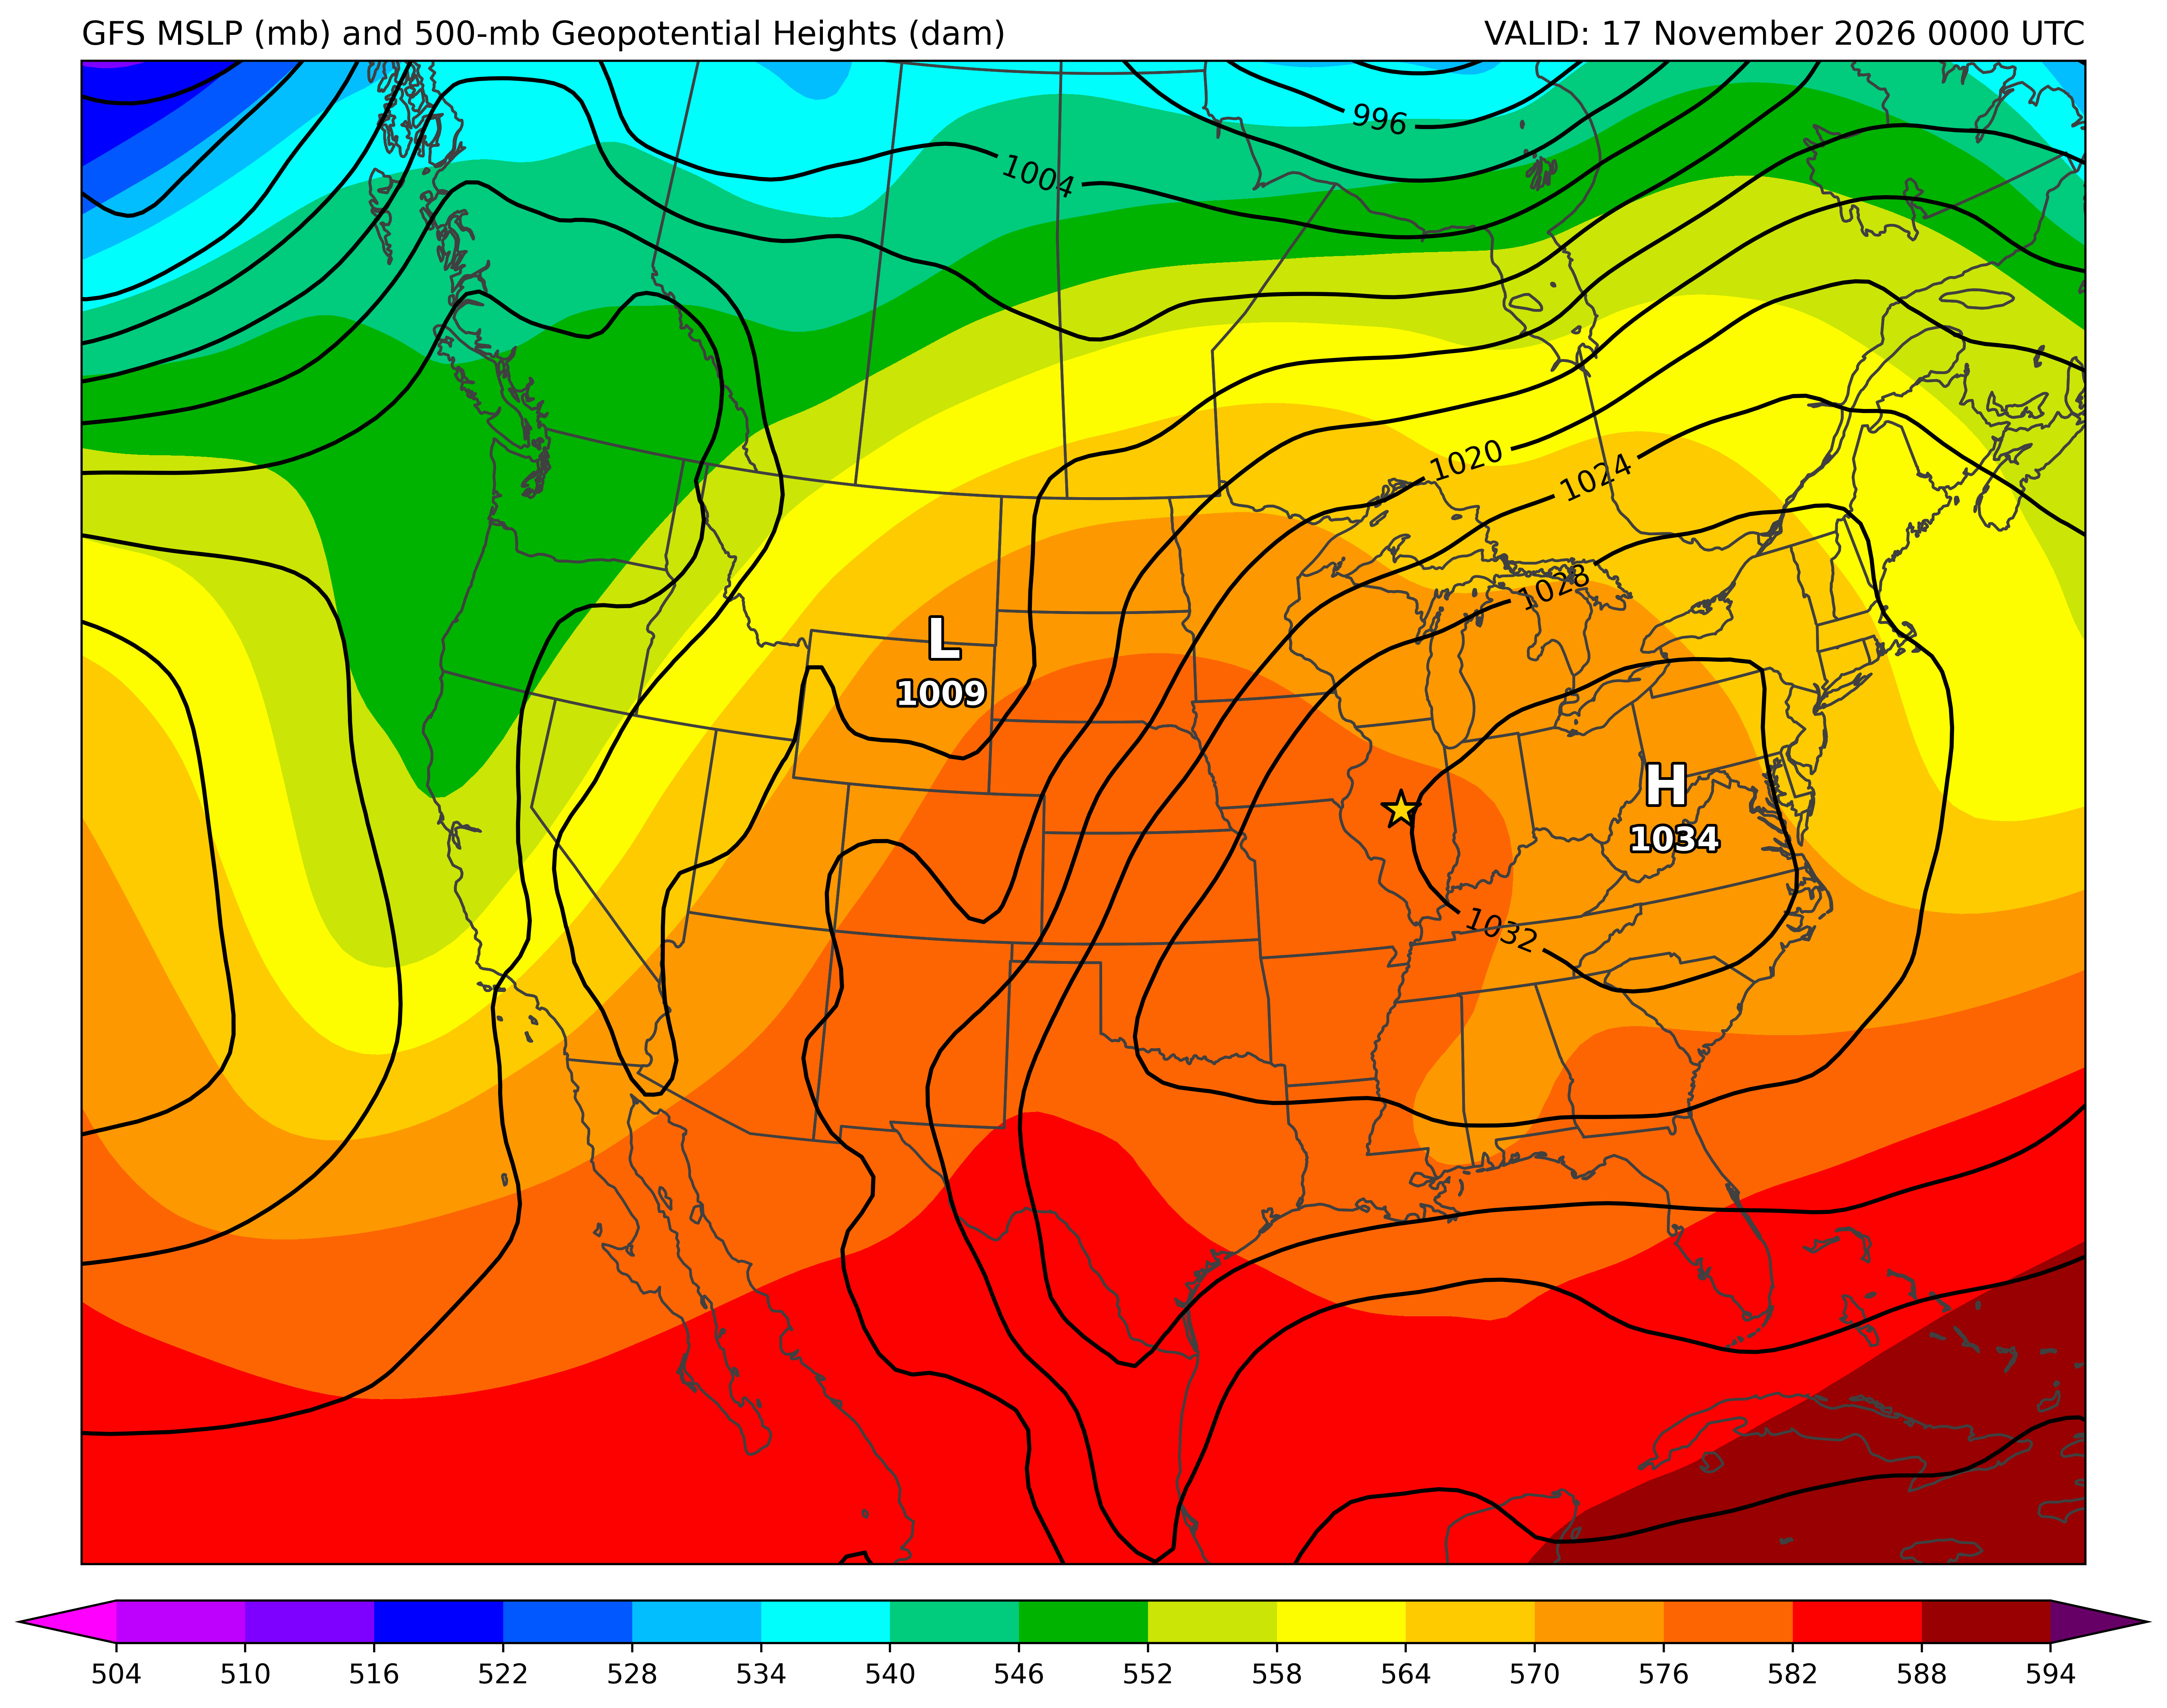 GFS MSLP (mb) and 500-mb Geopotential Heights (dam) VALID: 17 November 2026 0000 UTC
996
1004
1020
1024
1028
L
1009
H
1034
1032
504 510 516 522 528 534 540 546 552 558 564 570 576 582 588 594